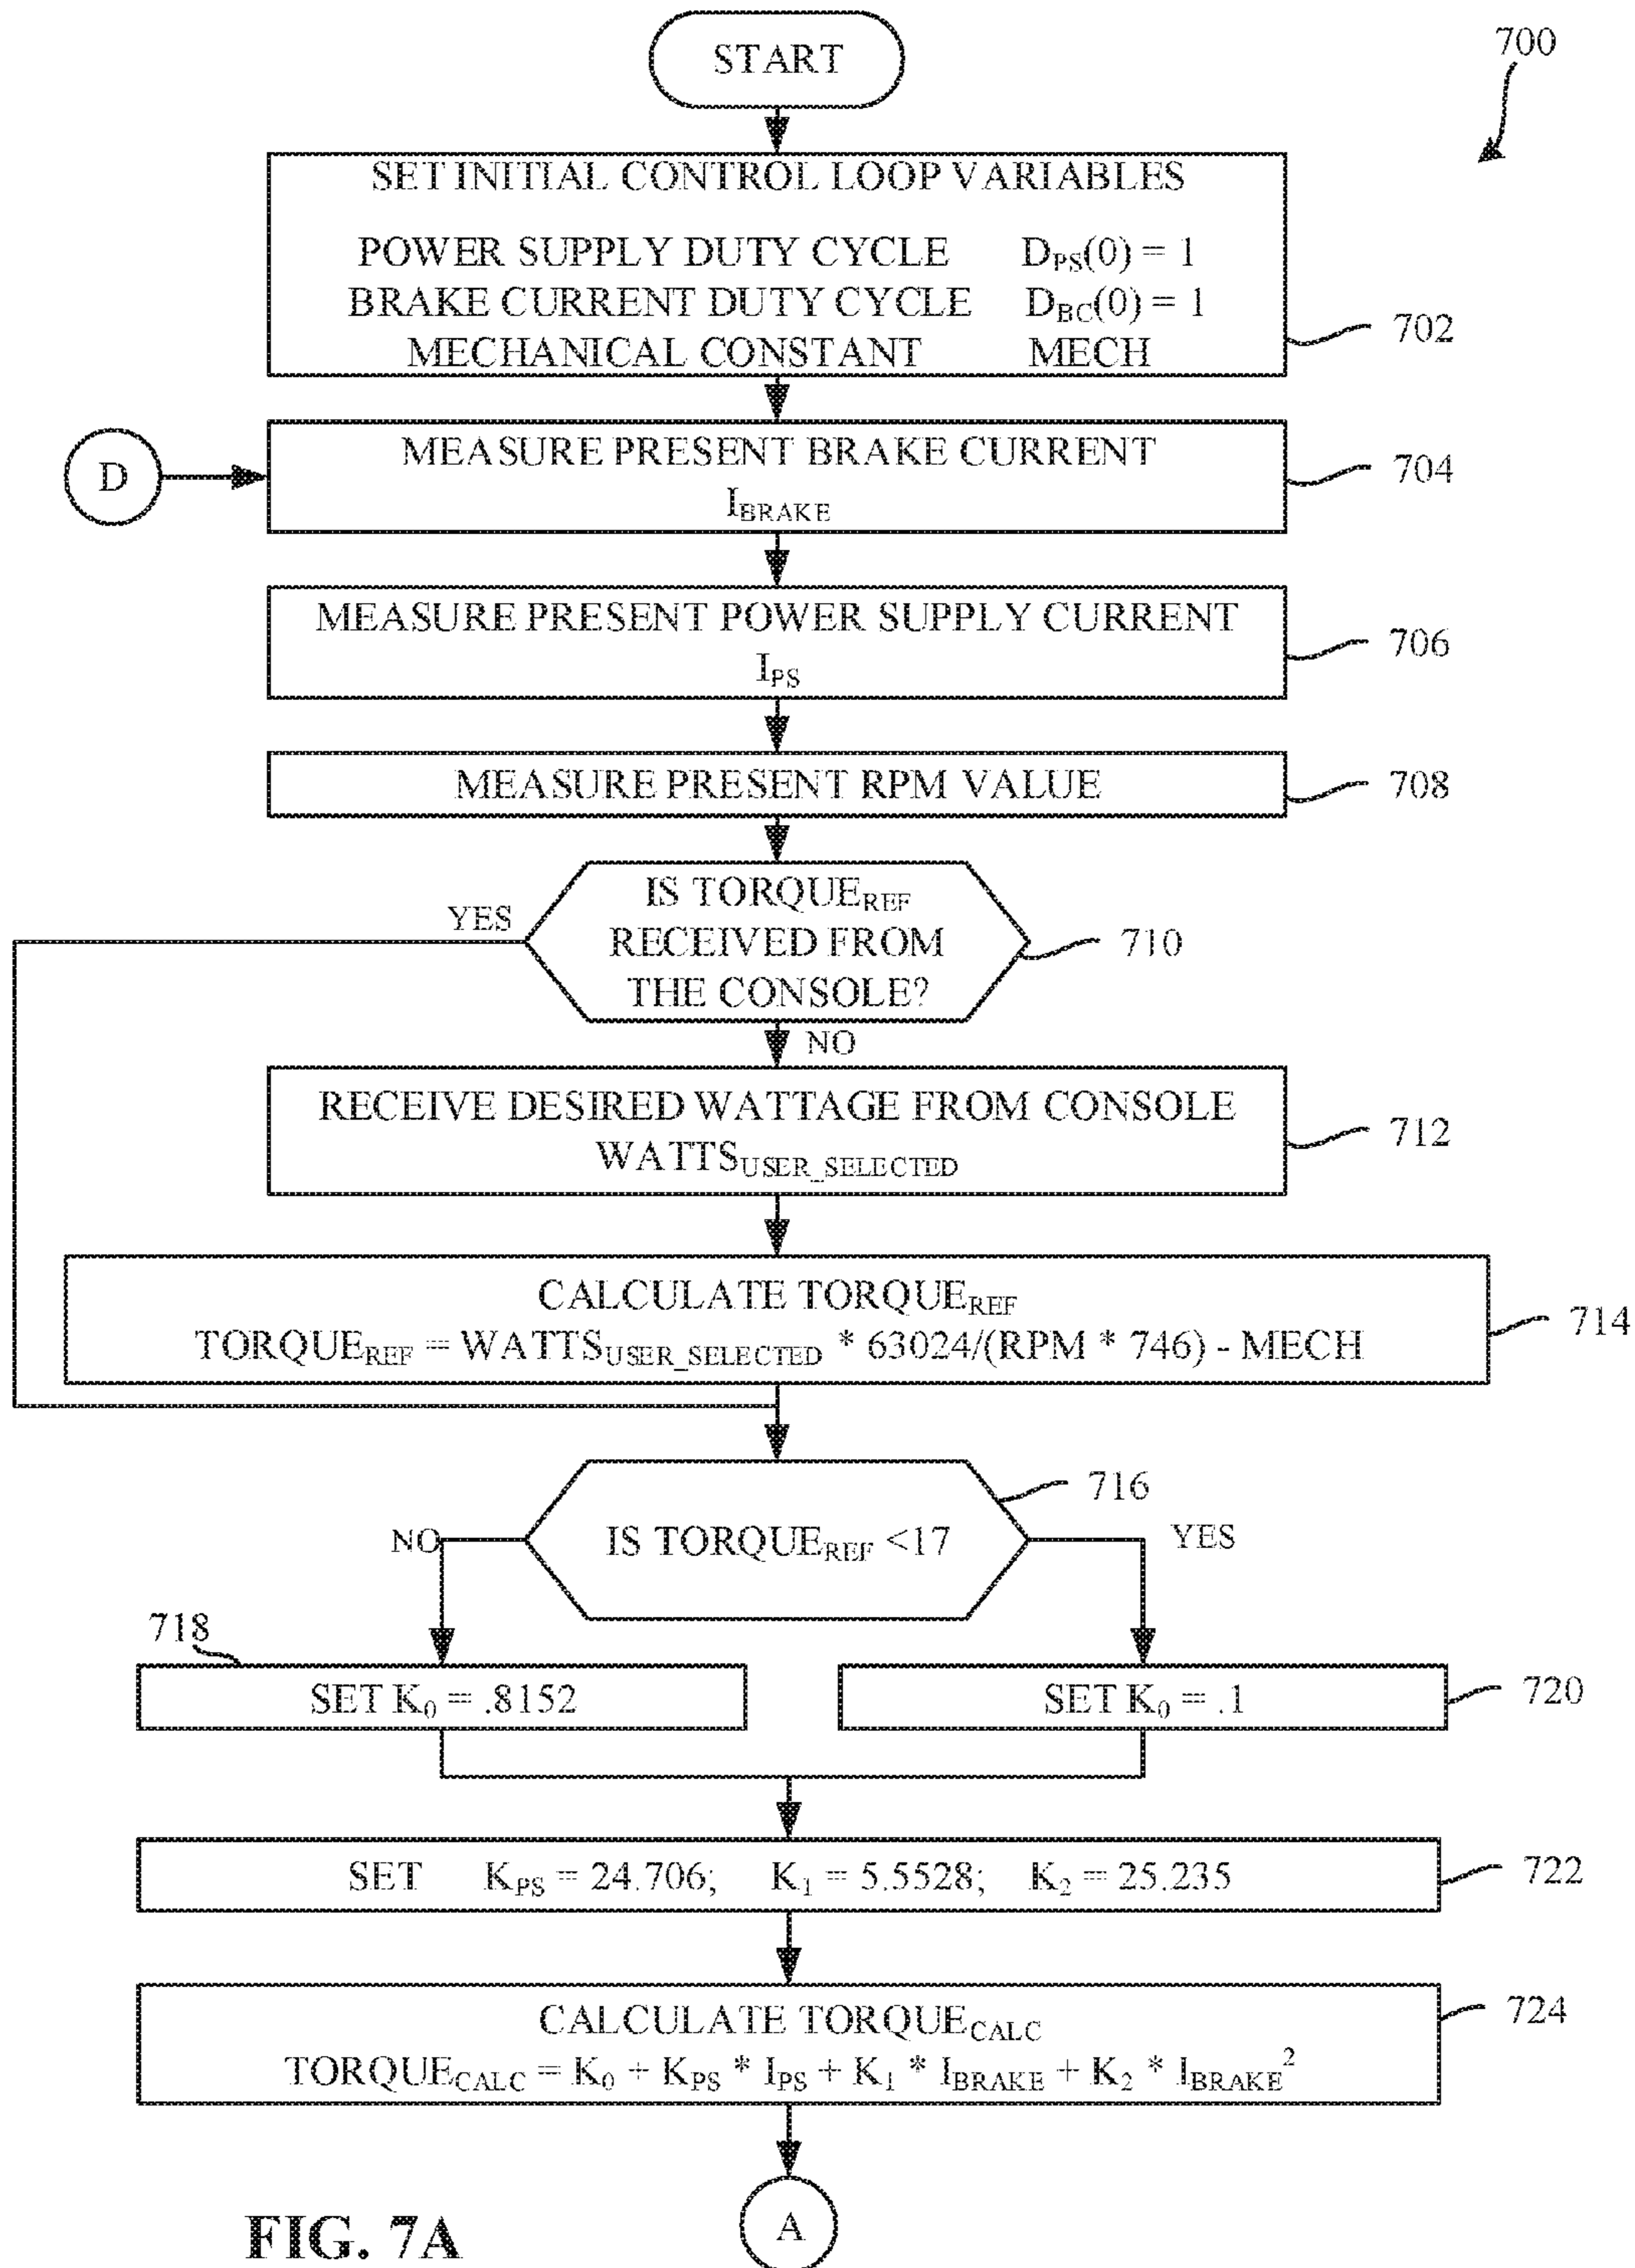 START
700
SET INITIAL CONTROL LOOP VARIABLES
POWER SUPPLY DUTY CYCLE D_PS(0) = 1
BRAKE CURRENT DUTY CYCLE D_BC(0) = 1
MECHANICAL CONSTANT MECH
702
D
MEASURE PRESENT BRAKE CURRENT
I_BRAKE
704
MEASURE PRESENT POWER SUPPLY CURRENT
I_PS
706
MEASURE PRESENT RPM VALUE
708
IS TORQUE_REF
RECEIVED FROM
THE CONSOLE?
YES
710
NO
RECEIVE DESIRED WATTAGE FROM CONSOLE
WATTS_USER_SELECTED
712
CALCULATE TORQUE_REF
TORQUE_REF = WATTS_USER_SELECTED * 63024/(RPM * 746) - MECH
714
716
NO
IS TORQUE_REF <17
YES
718
SET K_0 = .8152
SET K_0 = .1
720
SET K_PS = 24.706; K_1 = 5.5528; K_2 = 25.235
722
CALCULATE TORQUE_CALC
TORQUE_CALC = K_0 + K_PS * I_PS + K_1 * I_BRAKE + K_2 * I_BRAKE^2
724
A
FIG. 7A